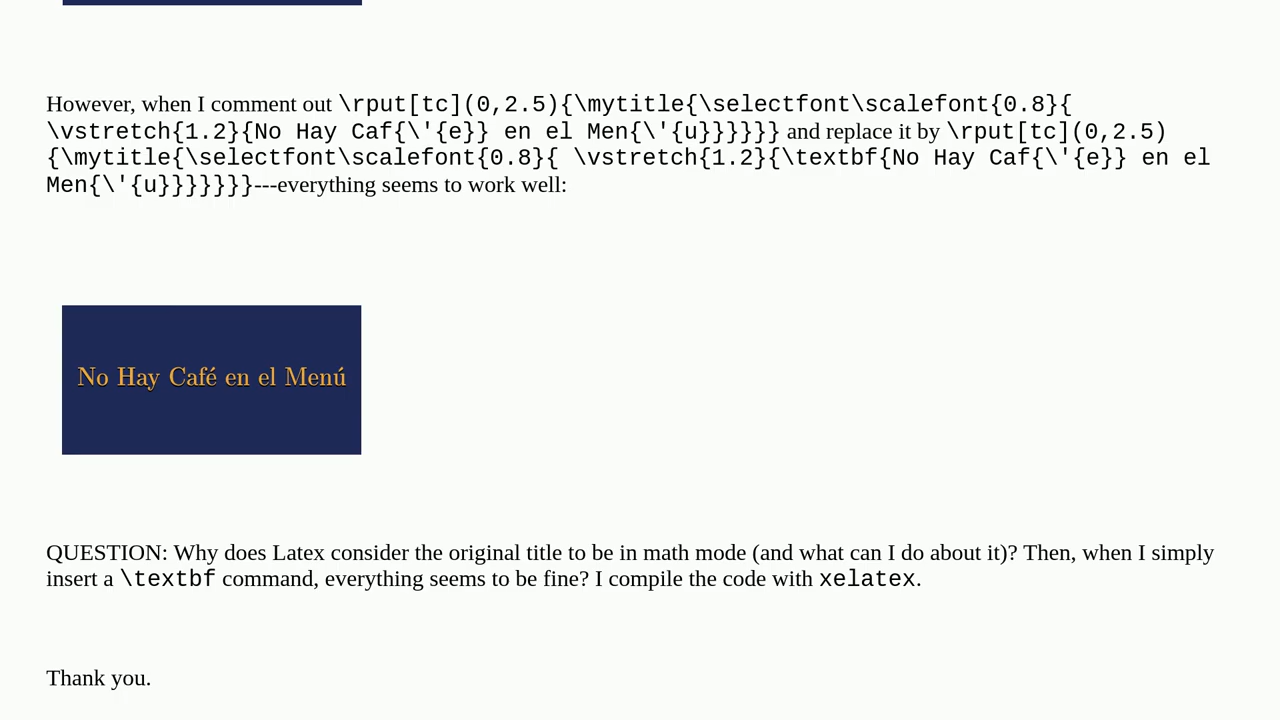 However, when I comment out \rput[tc](0,2.5){\mytitle{\selectfont\scalefont{0.8}{
\vstretch{1.2}{No Hay Caf{\'{e}} en el Men{\'{u}}}}}} and replace it by \rput[tc](0,2.5)
{\mytitle{\selectfont\scalefont{0.8}{ \vstretch{1.2}{\textbf{No Hay Caf{\'{e}} en el
Men{\'{u}}}}}}}---everything seems to work well:
No Hay Café en el Menú
QUESTION: Why does Latex consider the original title to be in math mode (and what can I do about it)? Then, when I simply
insert a \textbf command, everything seems to be fine? I compile the code with xelatex.
Thank you.